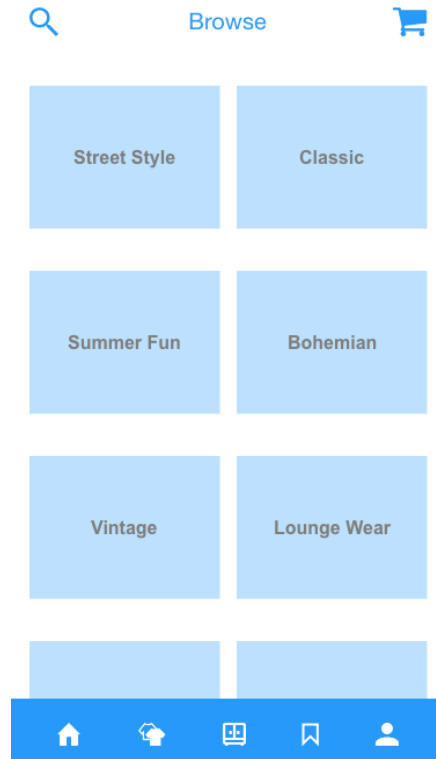 Browse
Street Style
Classic
Summer Fun
Bohemian
Vintage
Lounge Wear